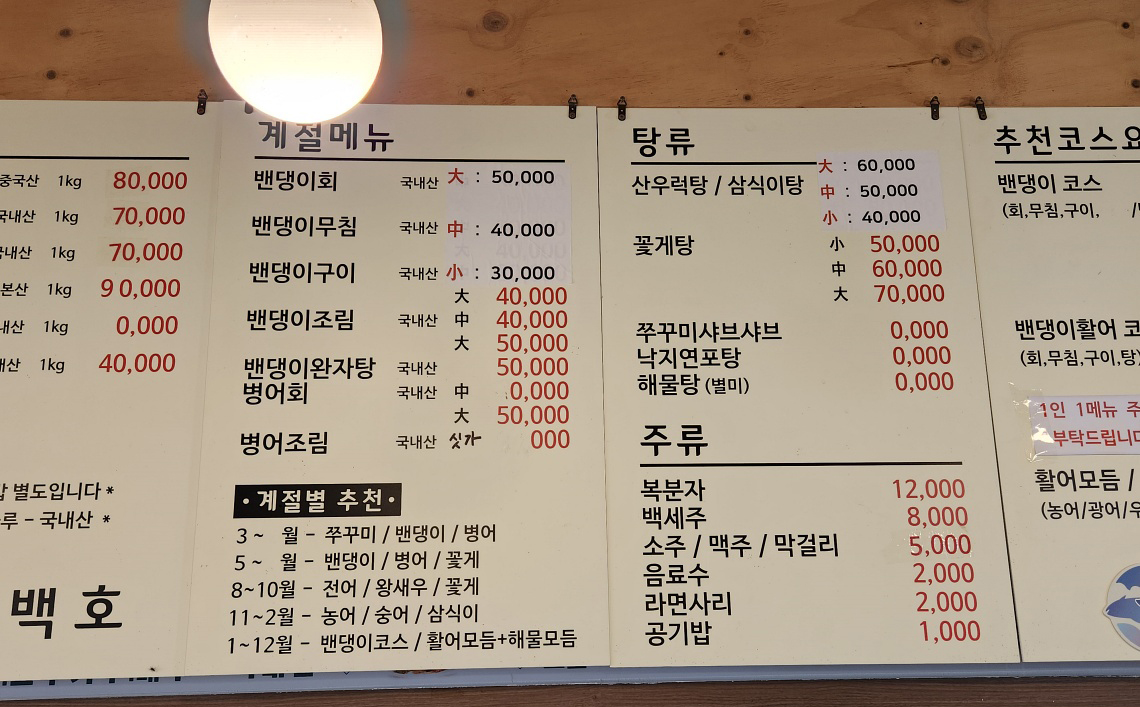 중국산 1kg 80,000
국내산 1kg 70,000
국내산 1kg 70,000
본산 1kg 90,000
내산 1kg 0,000
내산 1kg 40,000
별도입니다 *
루 - 국내산 *
백호
계절메뉴
밴댕이회 국내산 大 : 50,000
밴댕이무침 국내산 中 : 40,000
밴댕이구이 국내산 小 : 30,000
大 40,000
밴댕이조림 국내산 中 40,000
大 50,000
밴댕이완자탕 국내산 50,000
병어회 국내산 中 0,000
大 50,000
병어조림 국내산 싯가 000
· 계절별 추천 ·
3 ~ 월 - 쭈꾸미 / 밴댕이 / 병어
5 ~ 월 - 밴댕이 / 병어 / 꽃게
8~10월 - 전어 / 왕새우 / 꽃게
11~2월 - 농어 / 숭어 / 삼식이
1~12월 - 밴댕이코스 / 활어모듬+해물모듬
탕류
大 : 60,000
산우럭탕 / 삼식이탕 中 : 50,000
小 : 40,000
꽃게탕 小 50,000
中 60,000
大 70,000
쭈꾸미샤브샤브 0,000
낙지연포탕 0,000
해물탕 (별미) 0,000
주류
복분자 12,000
백세주 8,000
소주 / 맥주 / 막걸리 5,000
음료수 2,000
라면사리 2,000
공기밥 1,000
추천코스요
밴댕이 코스
(회,무침,구이,
밴댕이활어 코
(회,무침,구이,탕)
1인 1메뉴 주
부탁드립니다
활어모듬 /
(농어/광어/우